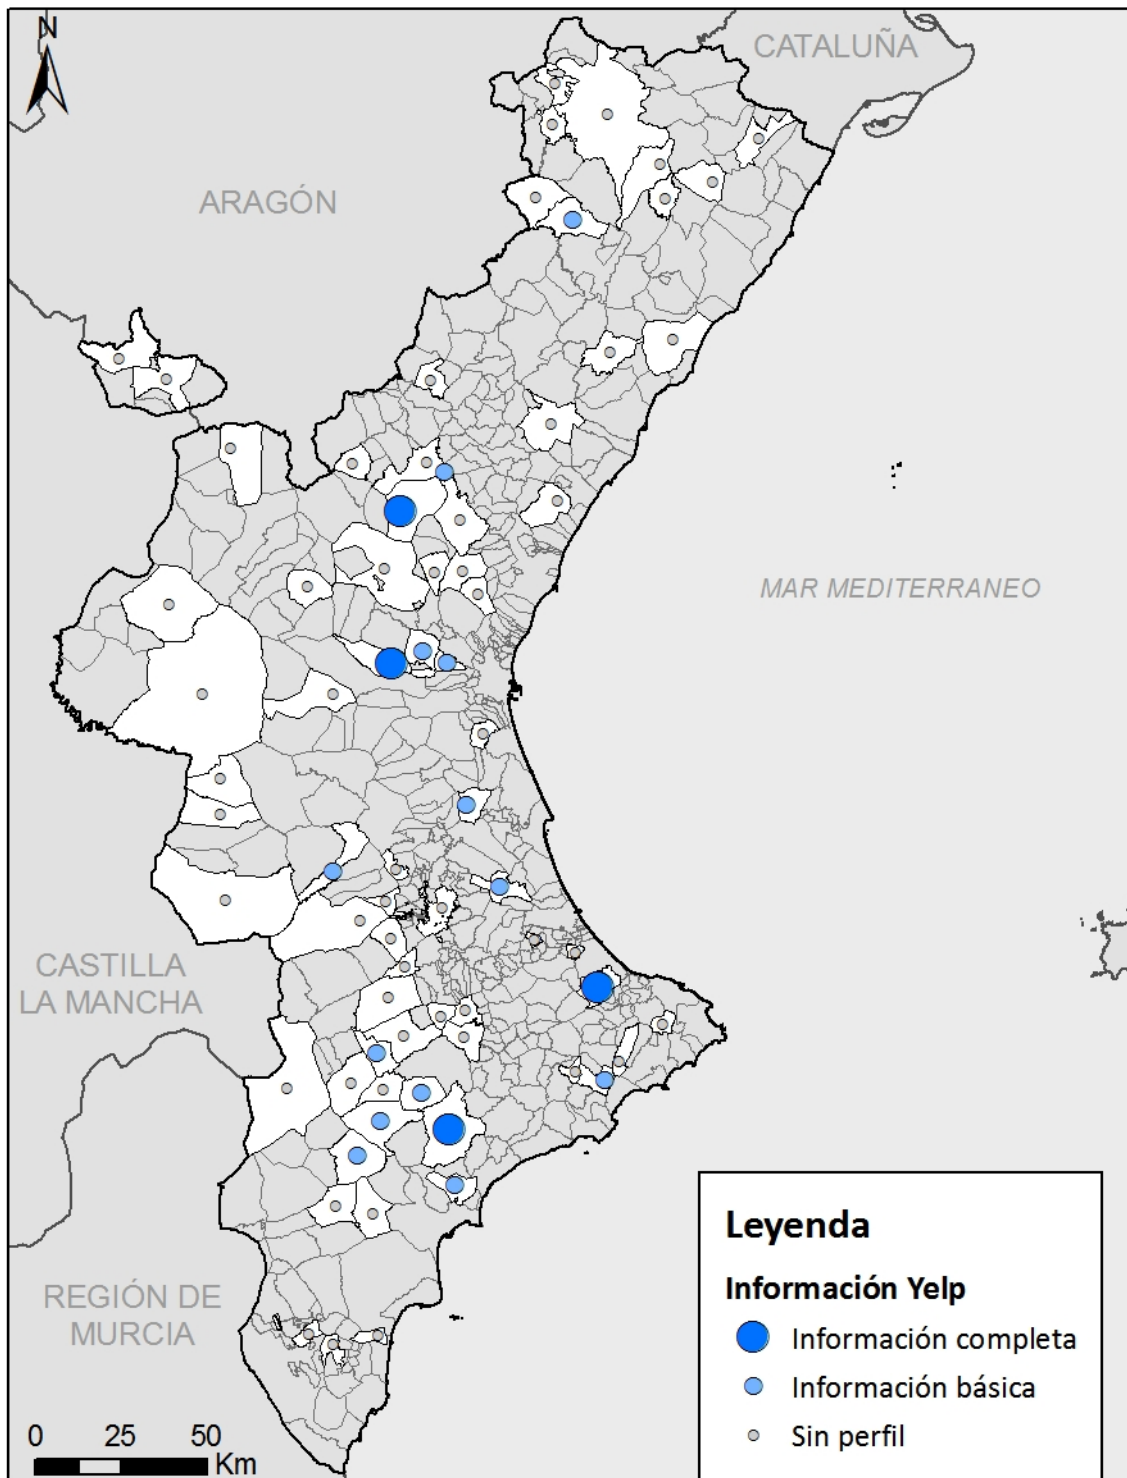 N
CATALUÑA
ARAGÓN
MAR MEDITERRANEO
CASTILLA
LA MANCHA
REGIÓN DE
MURCIA
Leyenda
Información Yelp
Información completa
Información básica
Sin perfil
0 25 50
Km